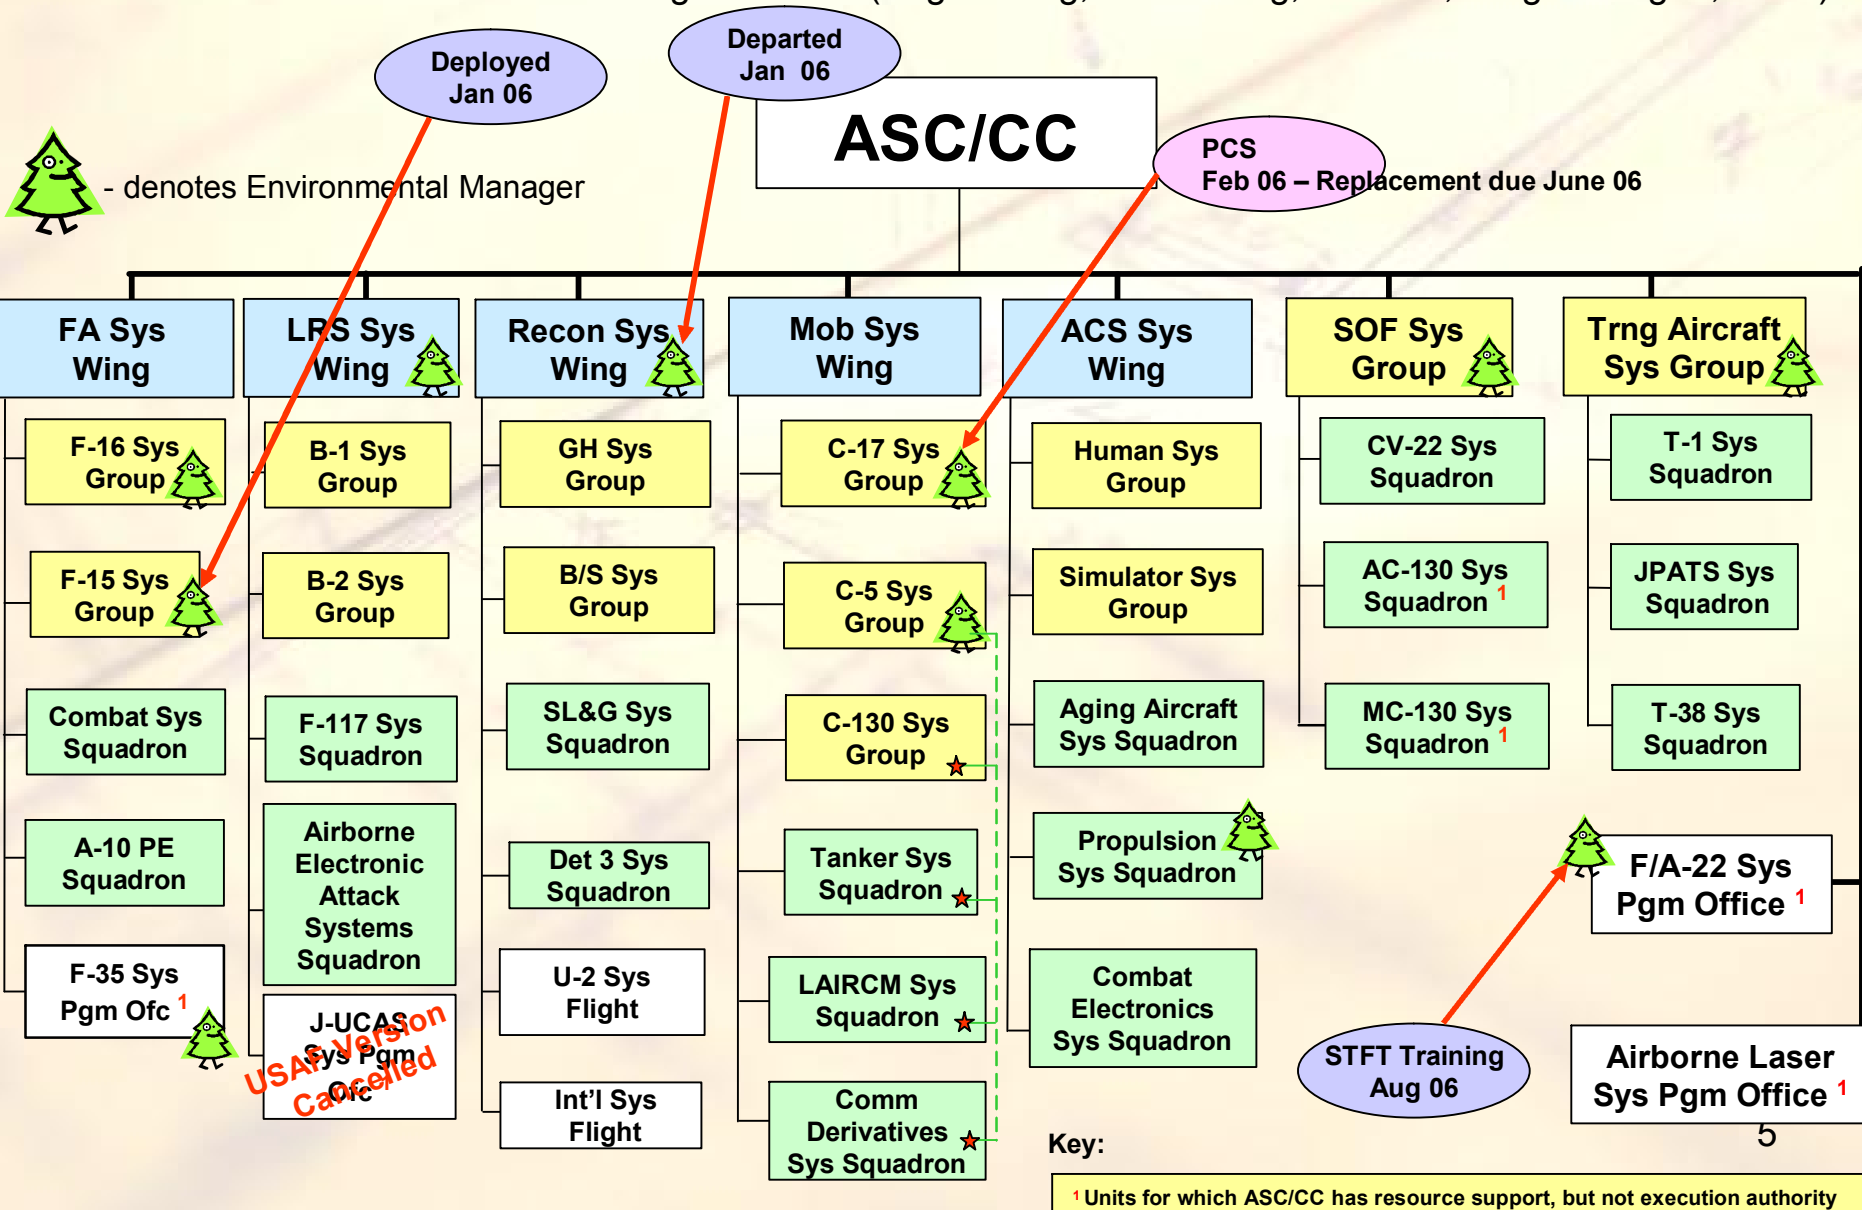 Deployed
Jan 06
Departed
Jan 06
ASC/CC
PCS
Feb 06 – Replacement due June 06
- denotes Environmental Manager
FA Sys
Wing
LRS Sys
Wing
Recon Sys
Wing
Mob Sys
Wing
ACS Sys
Wing
SOF Sys
Group
Trng Aircraft
Sys Group
F-16 Sys
Group
F-15 Sys
Group
Combat Sys
Squadron
A-10 PE
Squadron
F-35 Sys
Pgm Ofc 1
B-1 Sys
Group
B-2 Sys
Group
F-117 Sys
Squadron
Airborne
Electronic
Attack
Systems
Squadron
J-UCAS
Sys Pgm
Ofc
USAF Version
Cancelled
GH Sys
Group
B/S Sys
Group
SL&G Sys
Squadron
Det 3 Sys
Squadron
U-2 Sys
Flight
Int'l Sys
Flight
C-17 Sys
Group
C-5 Sys
Group
C-130 Sys
Group
Tanker Sys
Squadron
LAIRCM Sys
Squadron
Comm
Derivatives
Sys Squadron
Human Sys
Group
Simulator Sys
Group
Aging Aircraft
Sys Squadron
Propulsion
Sys Squadron
Combat
Electronics
Sys Squadron
CV-22 Sys
Squadron
AC-130 Sys
Squadron 1
MC-130 Sys
Squadron 1
T-1 Sys
Squadron
JPATS Sys
Squadron
T-38 Sys
Squadron
F/A-22 Sys
Pgm Office 1
STFT Training
Aug 06
Airborne Laser
Sys Pgm Office 1
5
Key:
1 Units for which ASC/CC has resource support, but not execution authority